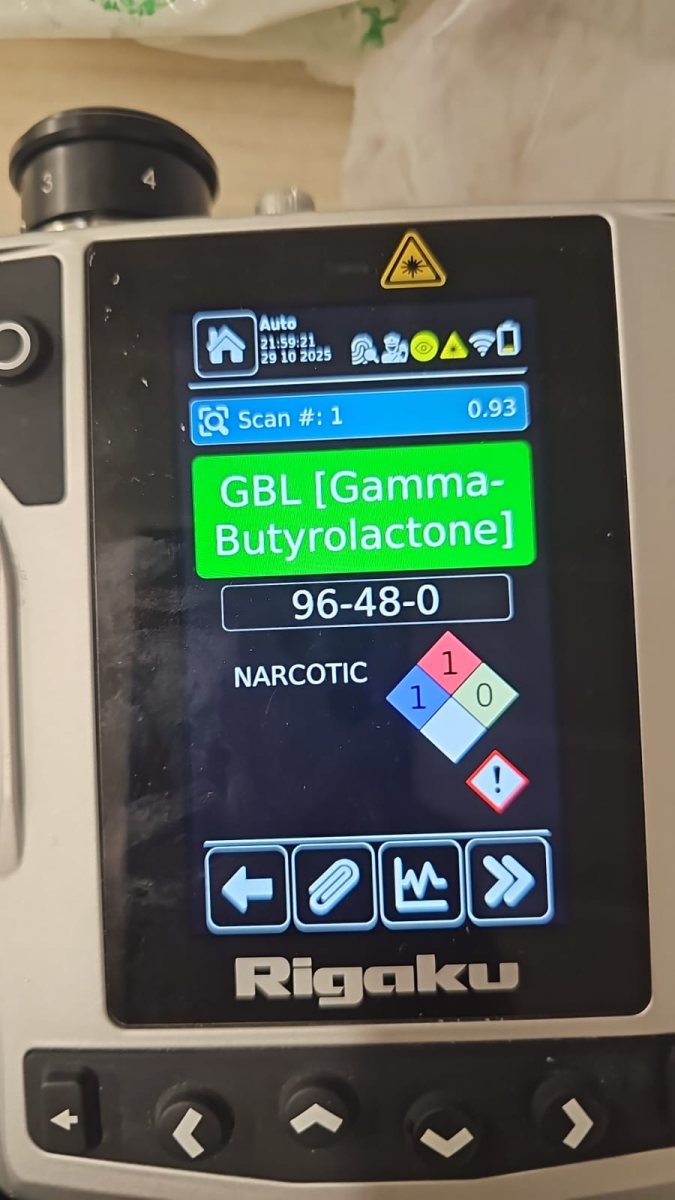 3 4
Auto
21:59:21
29 10 2025
Scan #: 1 0.93
GBL [Gamma-
Butyrolactone]
96-48-0
NARCOTIC
1
1 0
!
Rigaku